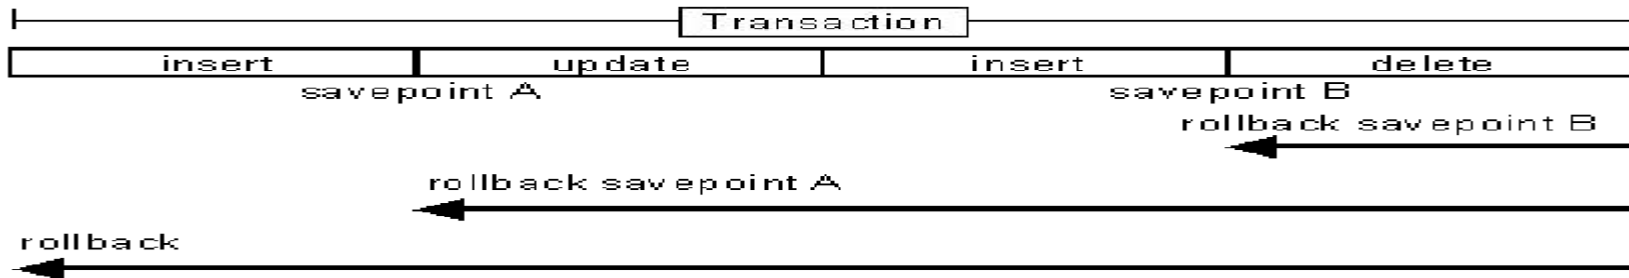 Transaction
insert update insert delete
savepoint A savepoint B
rollback savepoint B
rollback savepoint A
rollback